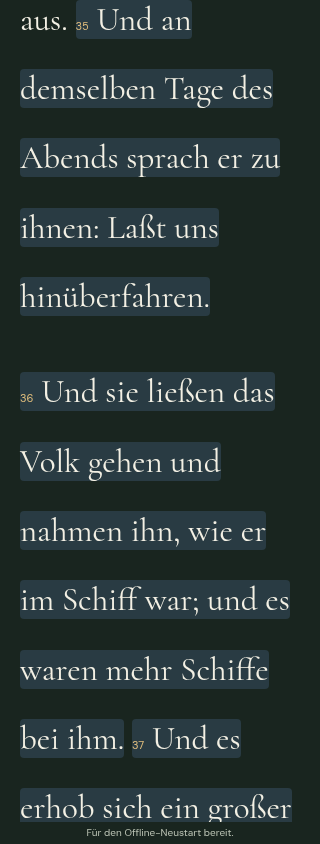 aus. 35 Und an
demselben Tage des
Abends sprach er zu
ihnen: Laßt uns
hinüberfahren.
36 Und sie ließen das
Volk gehen und
nahmen ihn, wie er
im Schiff war; und es
waren mehr Schiffe
bei ihm. 37 Und es
erhob sich ein großer
Für den Offline-Neustart bereit.